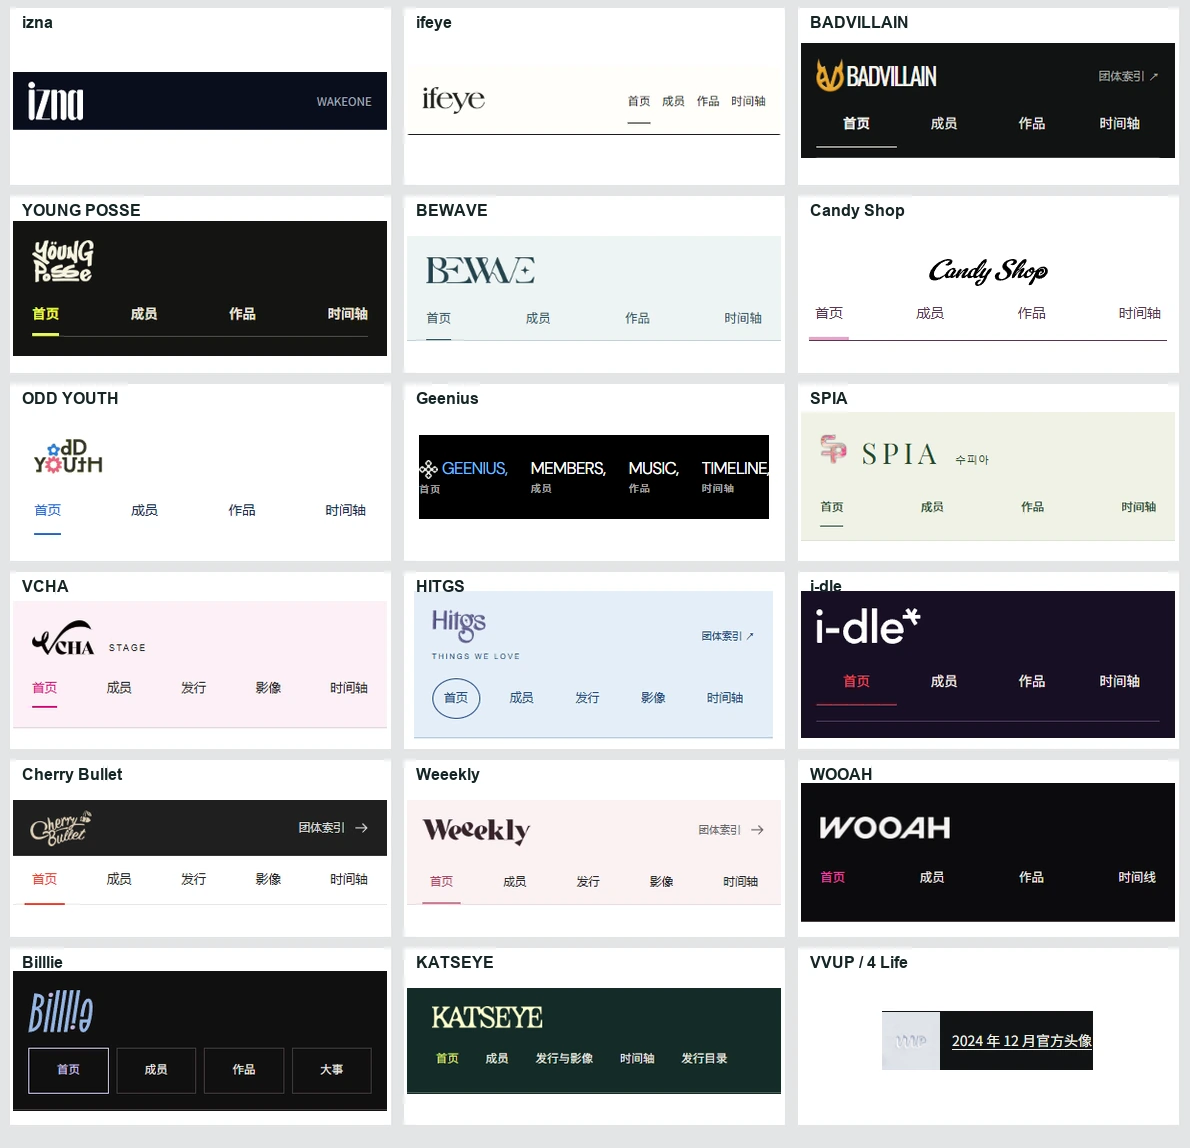 izna
izna
WAKEONE
ifeye
ifeye
首页 成员 作品 时间轴
BADVILLAIN
BADVILLAIN
团体索引 ↗
首页 成员 作品 时间轴
YOUNG POSSE
YOUNG
POSSE
首页 成员 作品 时间轴
BEWAVE
BEWAVE
首页 成员 作品 时间轴
Candy Shop
Candy Shop
首页 成员 作品 时间轴
ODD YOUTH
ODD
YOUTH
首页 成员 作品 时间轴
Geenius
GEENIUS, MEMBERS, MUSIC, TIMELINE,
首页 成员 作品 时间轴
SPIA
SP SPIA 수피아
首页 成员 作品 时间轴
VCHA
VCHA STAGE
首页 成员 发行 影像 时间轴
HITGS
Hitgs
团体索引 ↗
THINGS WE LOVE
首页 成员 发行 影像 时间轴
i-dle
i-dle*
首页 成员 作品 时间轴
Cherry Bullet
Cherry
Bullet
团体索引 →
首页 成员 发行 影像 时间轴
Weeekly
Weeekly
团体索引 →
首页 成员 发行 影像 时间轴
WOOAH
WOOAH
首页 成员 作品 时间线
Billlie
Billlie
首页 成员 作品 大事
KATSEYE
KATSEYE
首页 成员 发行与影像 时间轴 发行目录
VVUP / 4 Life
VVUP 2024 年 12 月官方头像